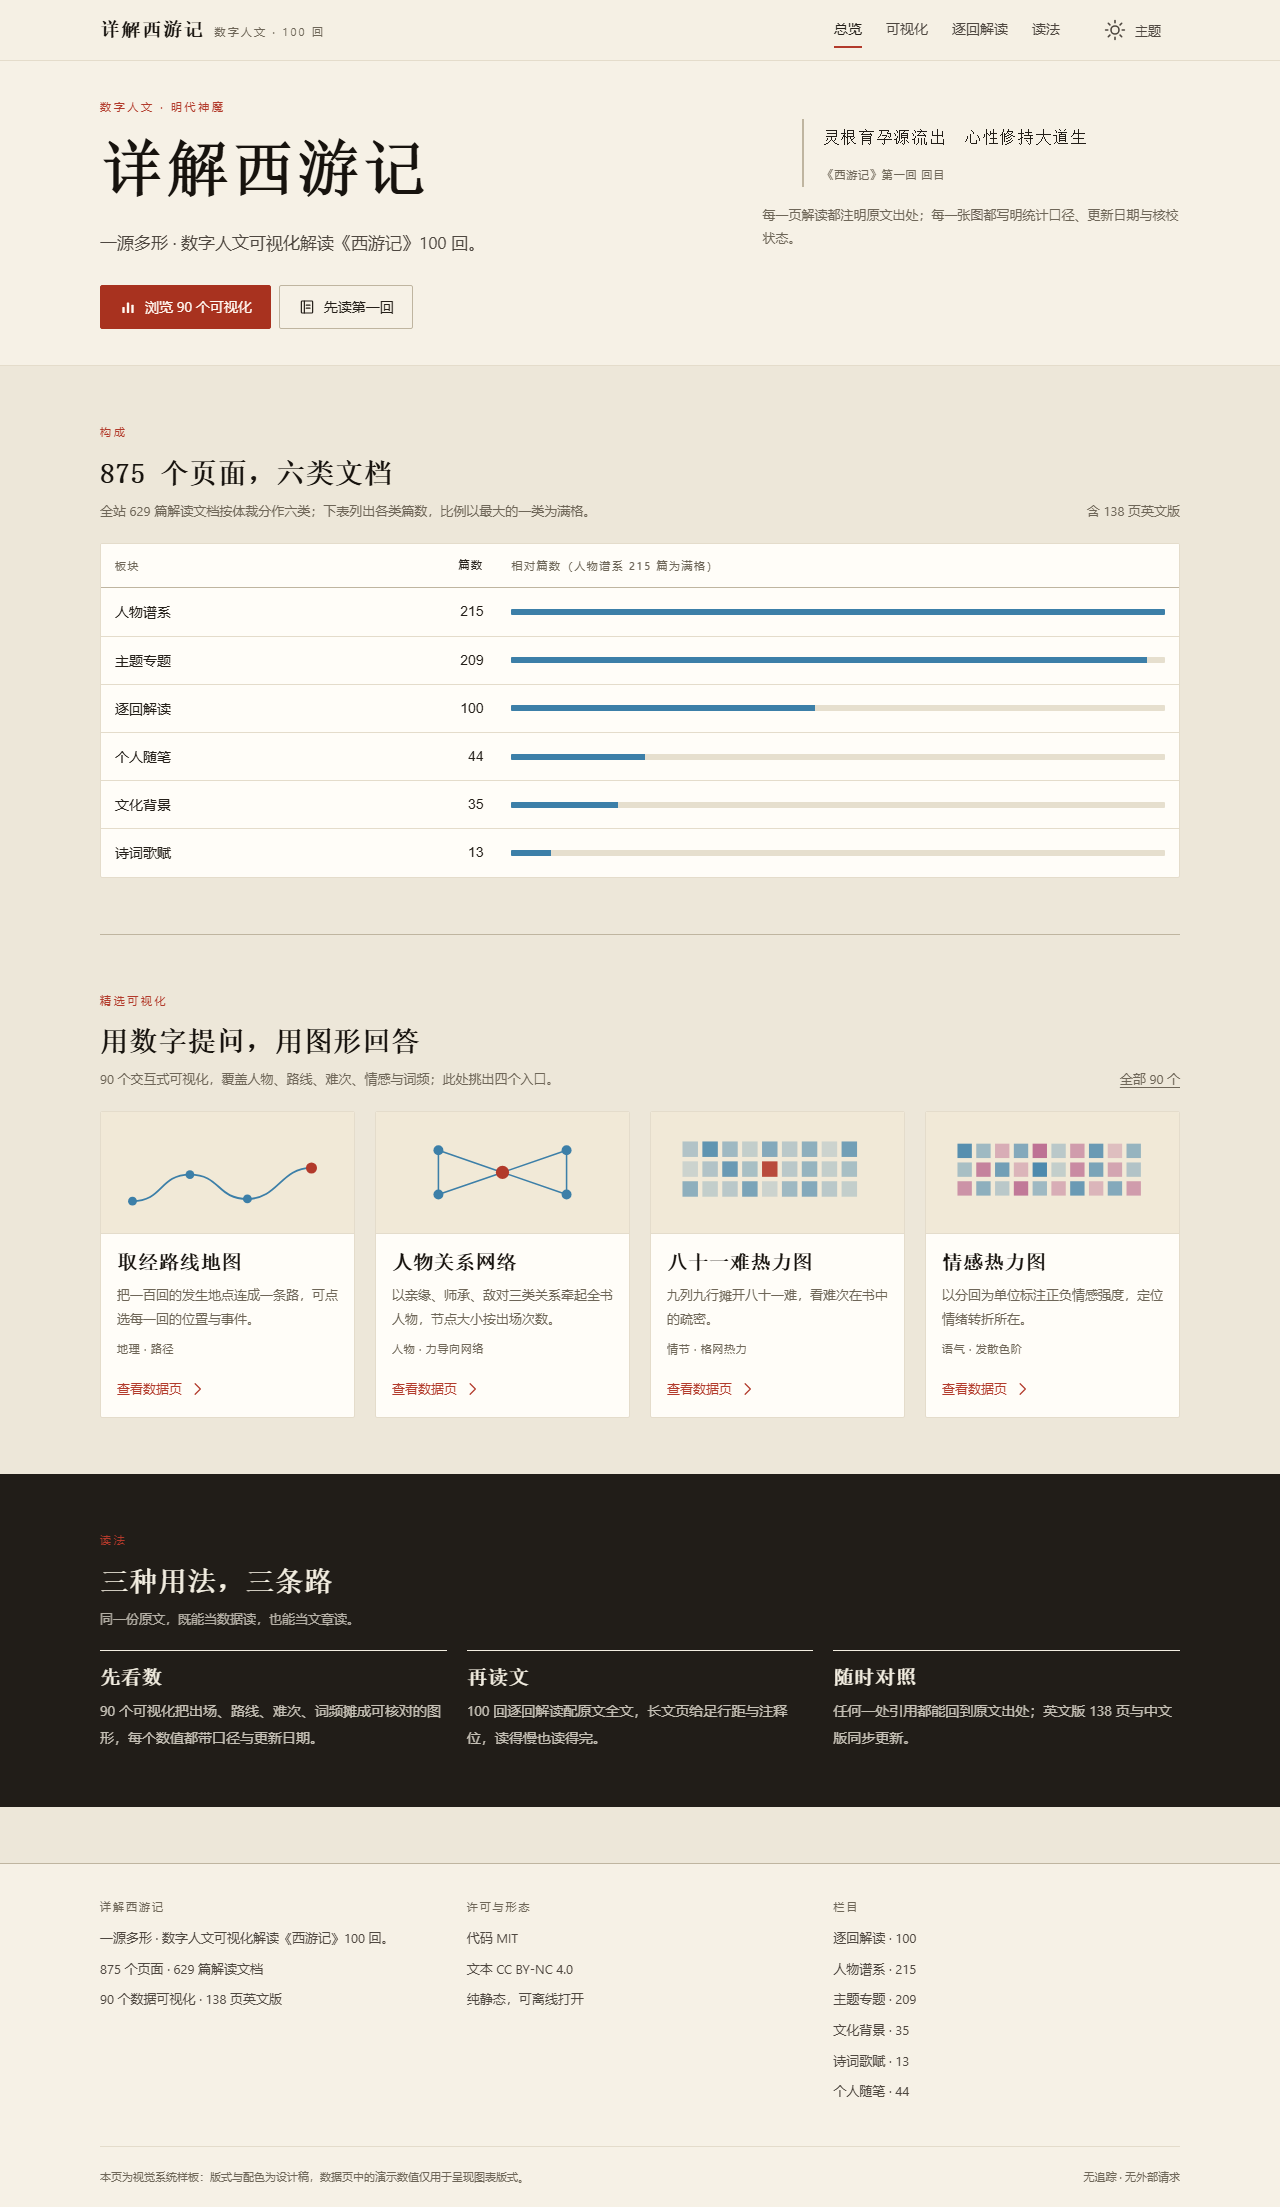 详解西游记 数字人文 · 100 回
总览 可视化 逐回解读 读法 主题
数字人文 · 明代神魔
详解西游记
一源多形 · 数字人文可视化解读《西游记》100 回。
浏览 90 个可视化
先读第一回
灵根育孕源流出 心性修持大道生
《西游记》第一回 回目
每一页解读都注明原文出处；每一张图都写明统计口径、更新日期与核校
状态。
构成
875 个页面，六类文档
全站 629 篇解读文档按体裁分作六类；下表列出各类篇数，比例以最大的一类为满格。
含 138 页英文版
板块 篇数 相对篇数（人物谱系 215 篇为满格）
人物谱系 215
主题专题 209
逐回解读 100
个人随笔 44
文化背景 35
诗词歌赋 13
精选可视化
用数字提问，用图形回答
90 个交互式可视化，覆盖人物、路线、难次、情感与词频；此处挑出四个入口。
全部 90 个
取经路线地图
把一百回的发生地点连成一条路，可点
选每一回的位置与事件。
地理 · 路径
查看数据页
人物关系网络
以亲缘、师承、敌对三类关系牵起全书
人物，节点大小按出场次数。
人物 · 力导向网络
查看数据页
八十一难热力图
九列九行摊开八十一难，看难次在书中
的疏密。
情节 · 格网热力
查看数据页
情感热力图
以分回为单位标注正负情感强度，定位
情绪转折所在。
语气 · 发散色阶
查看数据页
读法
三种用法，三条路
同一份原文，既能当数据读，也能当文章读。
先看数
90 个可视化把出场、路线、难次、词频摊成可核对的图
形，每个数值都带口径与更新日期。
再读文
100 回逐回解读配原文全文，长文页给足行距与注释
位，读得慢也读得完。
随时对照
任何一处引用都能回到原文出处；英文版 138 页与中文
版同步更新。
详解西游记
一源多形 · 数字人文可视化解读《西游记》100 回。
875 个页面 · 629 篇解读文档
90 个数据可视化 · 138 页英文版
许可与形态
代码 MIT
文本 CC BY-NC 4.0
纯静态，可离线打开
栏目
逐回解读 · 100
人物谱系 · 215
主题专题 · 209
文化背景 · 35
诗词歌赋 · 13
个人随笔 · 44
本页为视觉系统样板：版式与配色为设计稿，数据页中的演示数值仅用于呈现图表版式。
无追踪 · 无外部请求